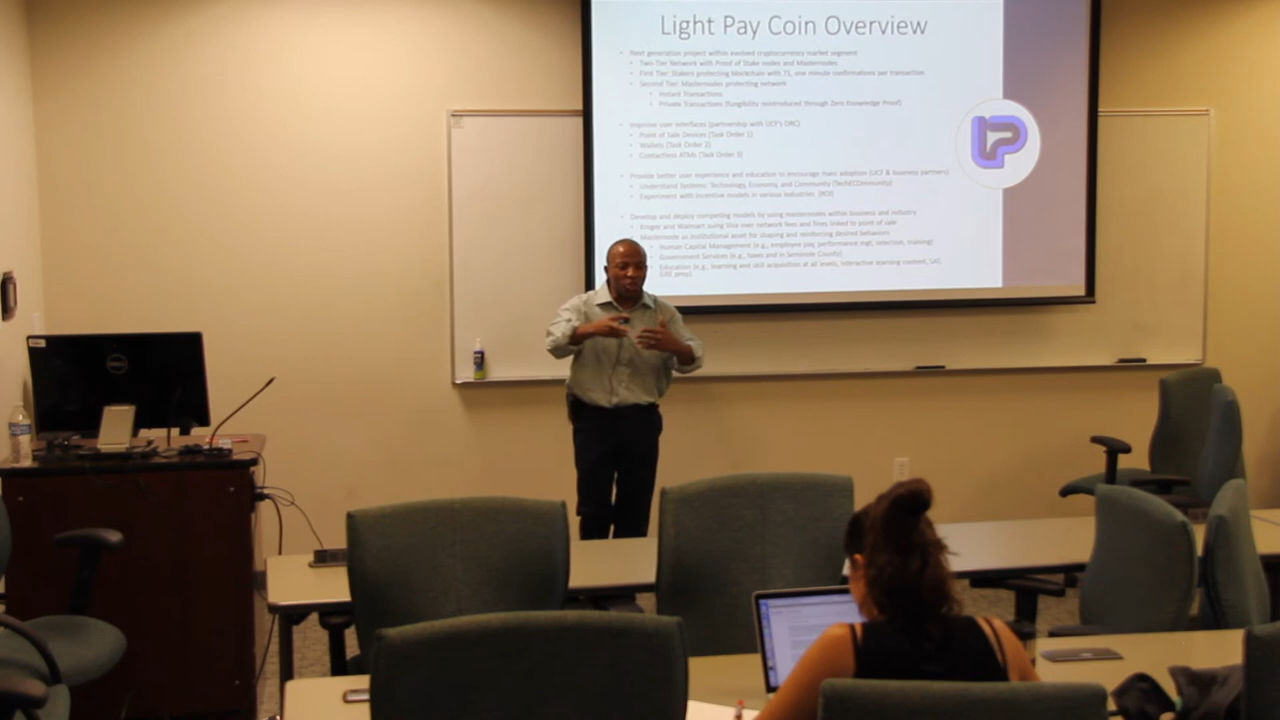 Light Pay Coin Overview
Next generation project within evolved cryptocurrency market segment
Two-Tier Network with Proof of Stake nodes and Masternodes
First Tier: Stakers protecting blockchain with 75, one minute confirmations per transaction
Second Tier: Masternodes protecting network
Instant Transactions
Private Transactions (fungibility reintroduced through Zero Knowledge Proof)
Improve user interfaces (partnership with UCF's ORC)
Point of Sale Devices (Task Order 1)
Wallets (Task Order 2)
Contactless ATMs (Task Order 3)
Provide better user experience and education to encourage mass adoption (UCF & business partners)
Understand Systems: Technology, Economy, and Community (TechECOmmunity)
Experiment with incentive models in various industries (ROI)
Develop and deploy competing models by using masternodes within business and industry
Kroger and Walmart using Visa over network fees and fines linked to point of sale
Masternode as institutional asset for shaping and reinforcing desired behaviors
Human Capital Management (e.g., employee pay, performance mgt, selection, training)
Government Services (e.g., taxes and in Seminole County)
Education (e.g., learning and skill acquisition at all levels, interactive learning content, SAT,
GRE prep)
LP
DELL